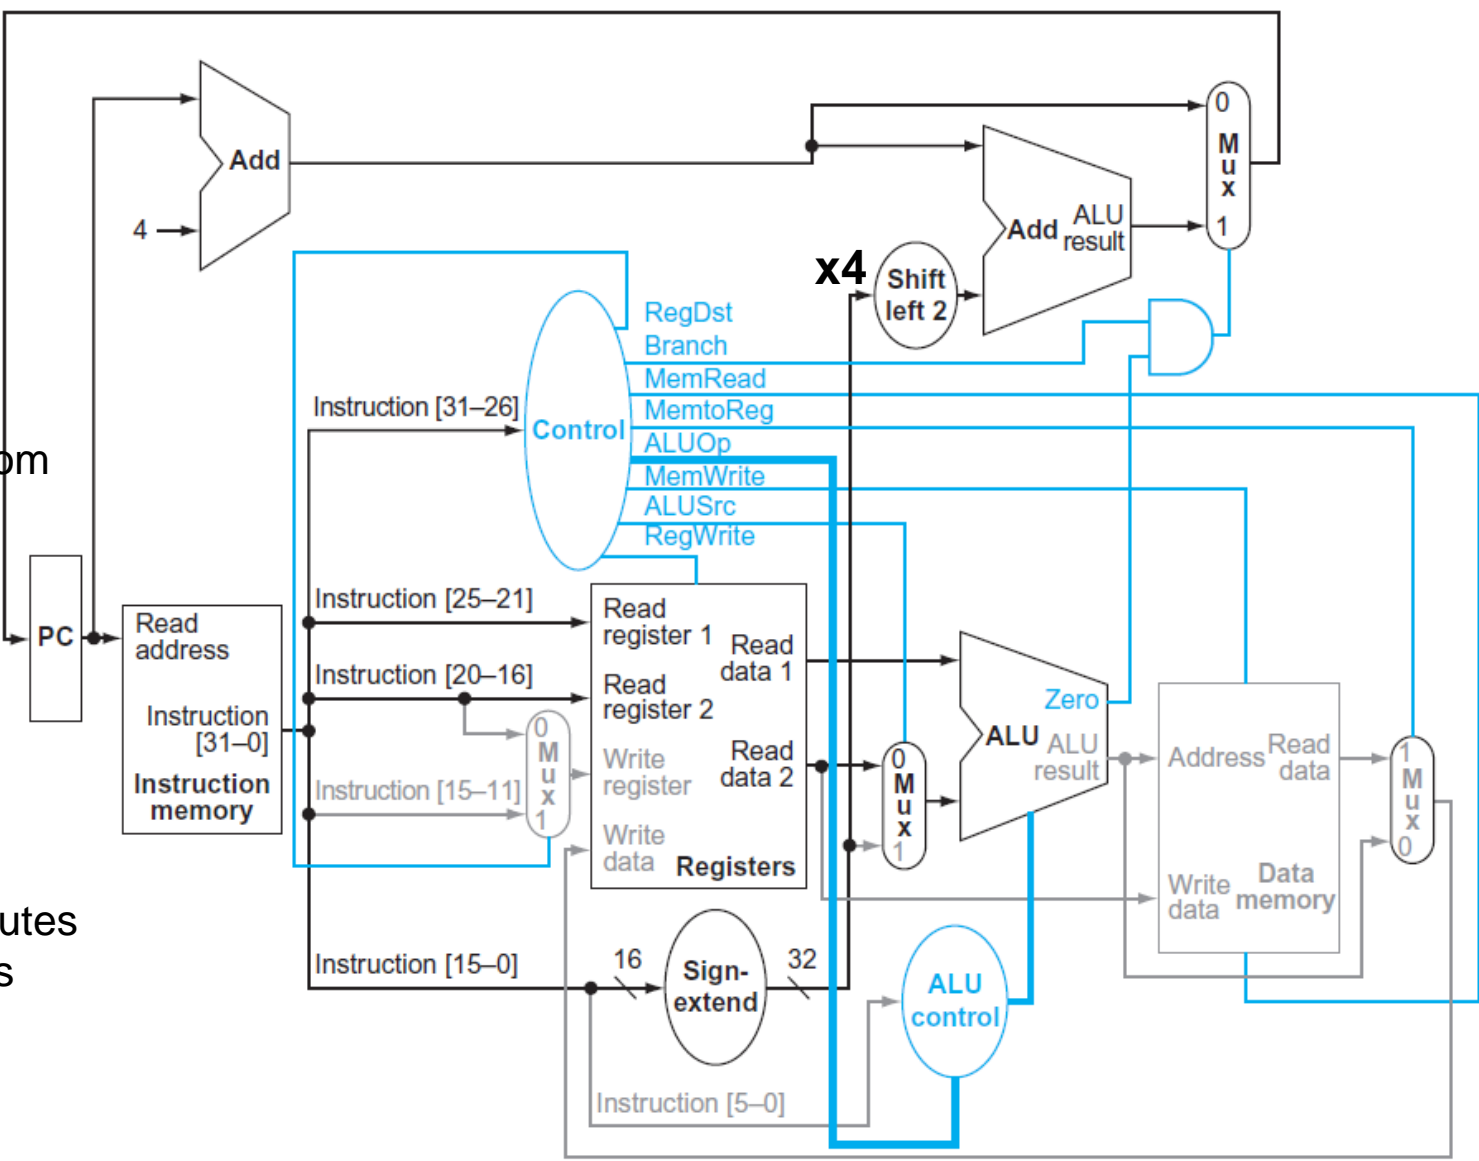 0
M
u
x
1
Add
4
Add
ALU
result
x4
Shift
left 2
RegDst
Branch
MemRead
MemtoReg
ALUOp
MemWrite
ALUSrc
RegWrite
Instruction [31–26]
Control
PC
Read
address
Instruction
[31–0]
Instruction
memory
Instruction [25–21]
Instruction [20–16]
Instruction [15–11]
0
M
u
x
1
Read
register 1
Read
register 2
Write
register
Write
data
Read
data 1
Read
data 2
Registers
0
M
u
x
1
Zero
ALU
ALU
result
Address
Read
data
Write
data
Data
memory
1
M
u
x
0
Instruction [15–0]
16
Sign-
extend
32
ALU
control
Instruction [5–0]